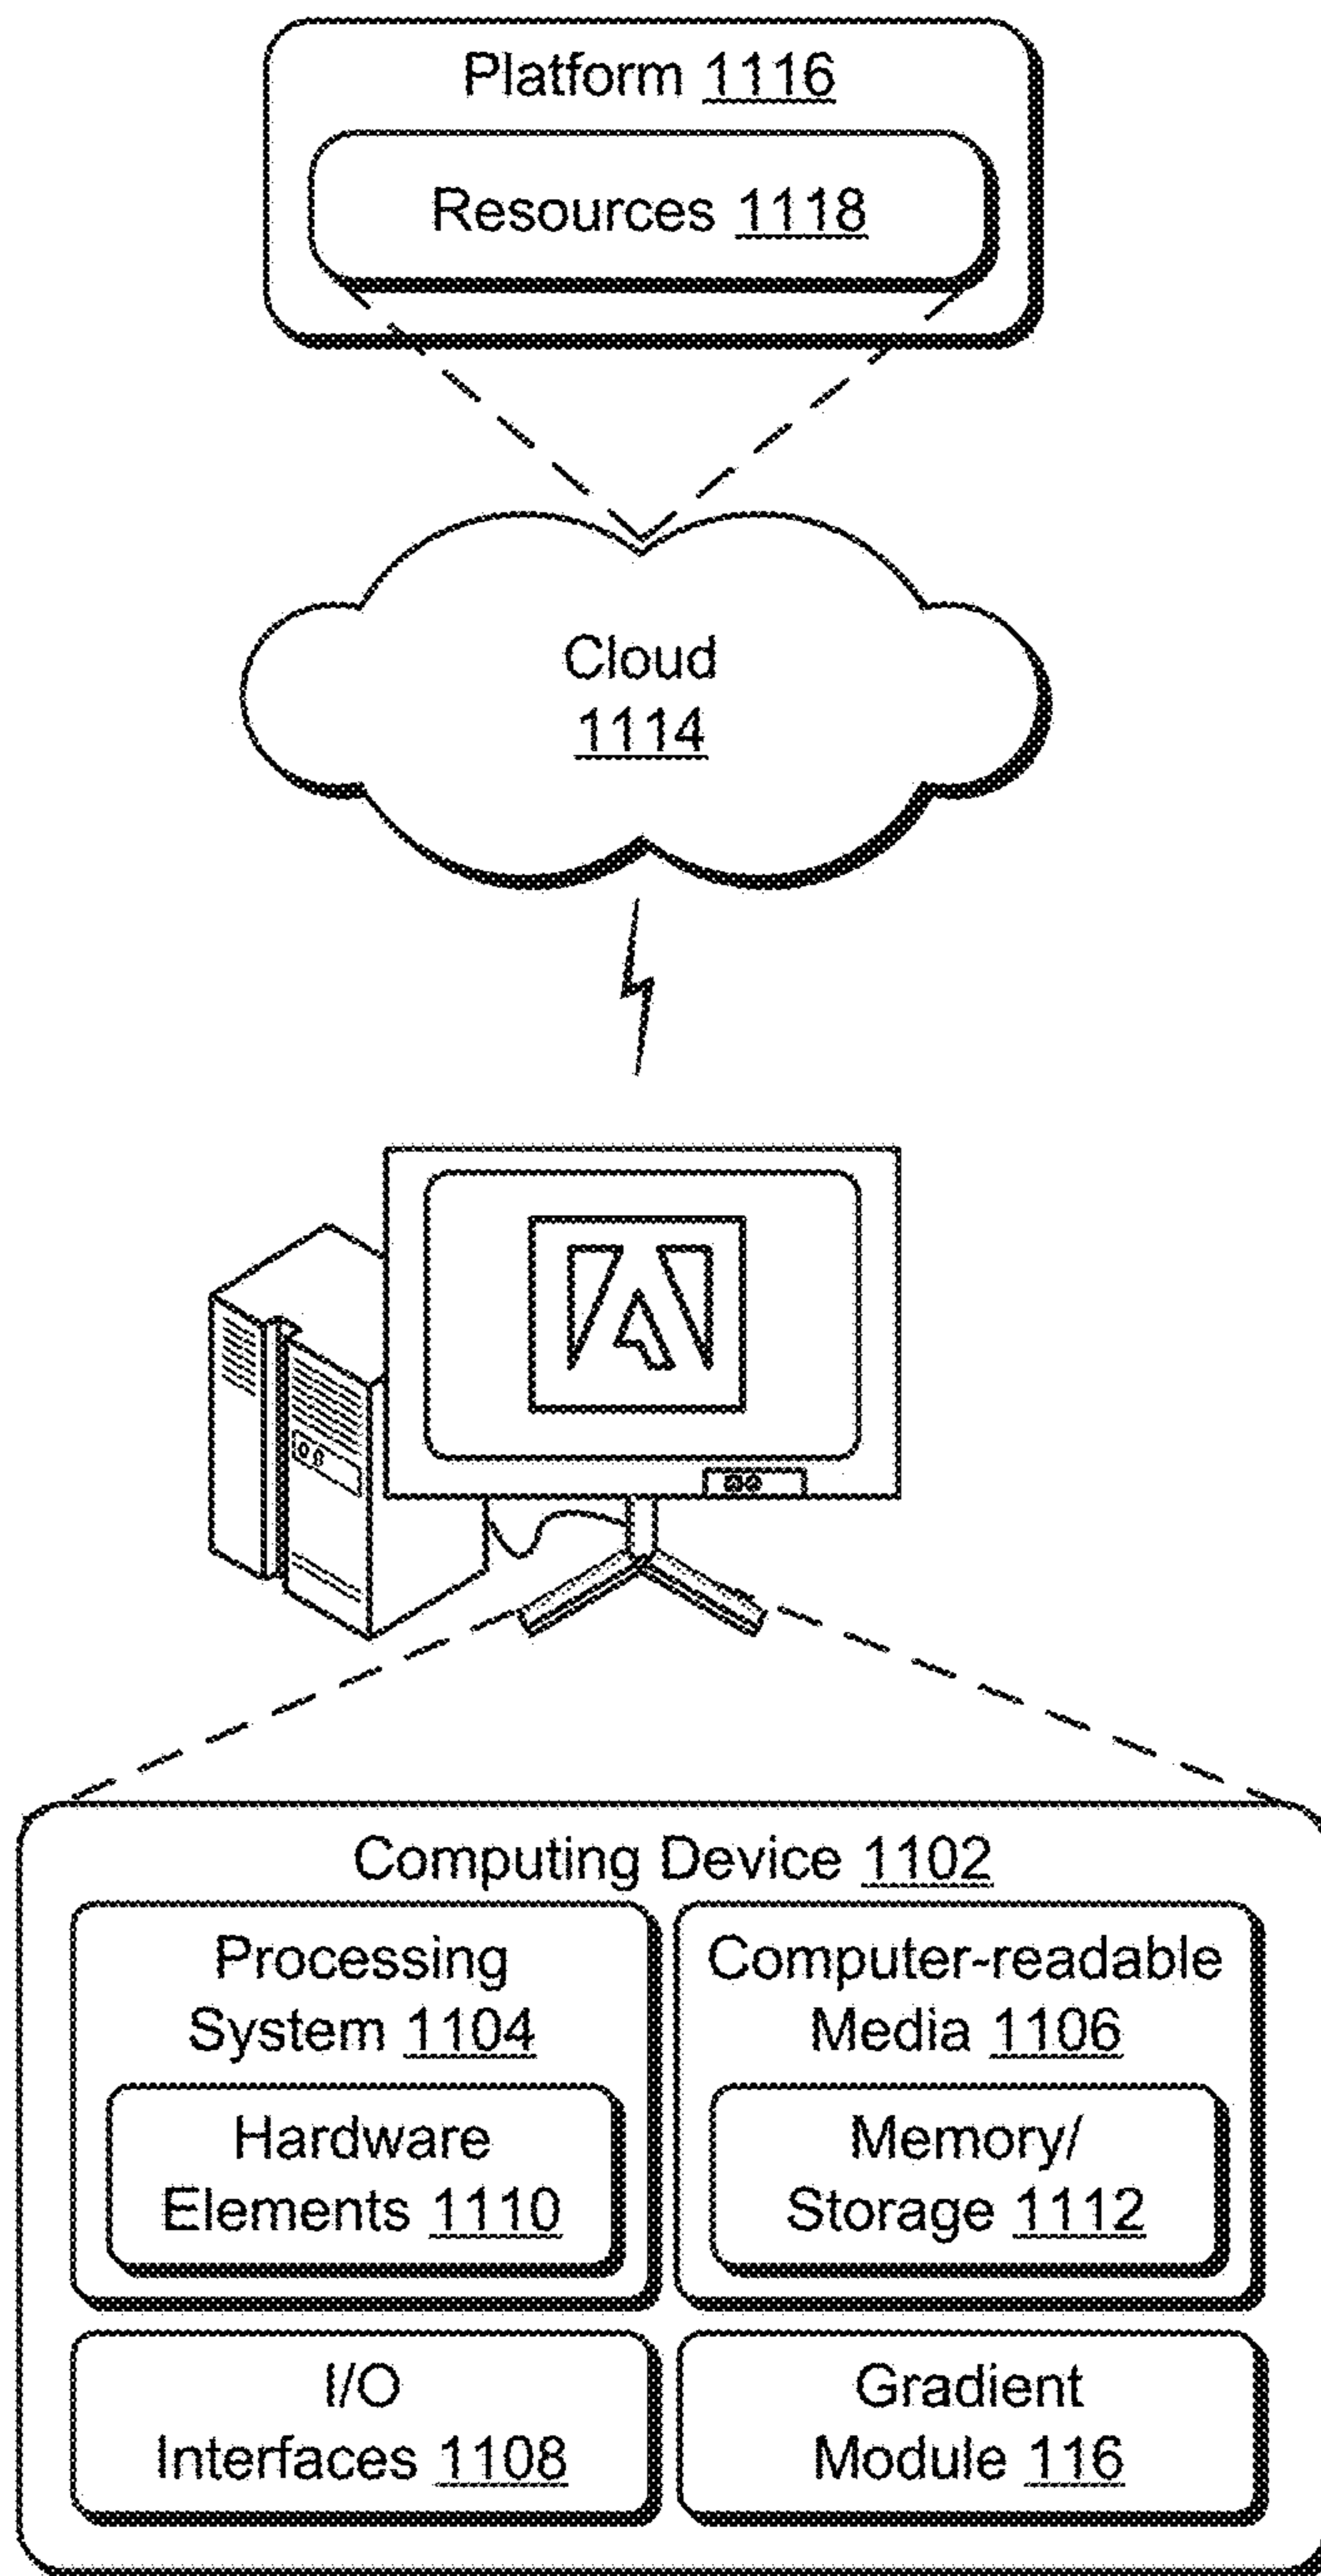 Platform 1116
Resources 1118
Cloud
1114
Computing Device 1102
Processing
System 1104
Hardware
Elements 1110
Computer-readable
Media 1106
Memory/
Storage 1112
I/O
Interfaces 1108
Gradient
Module 116